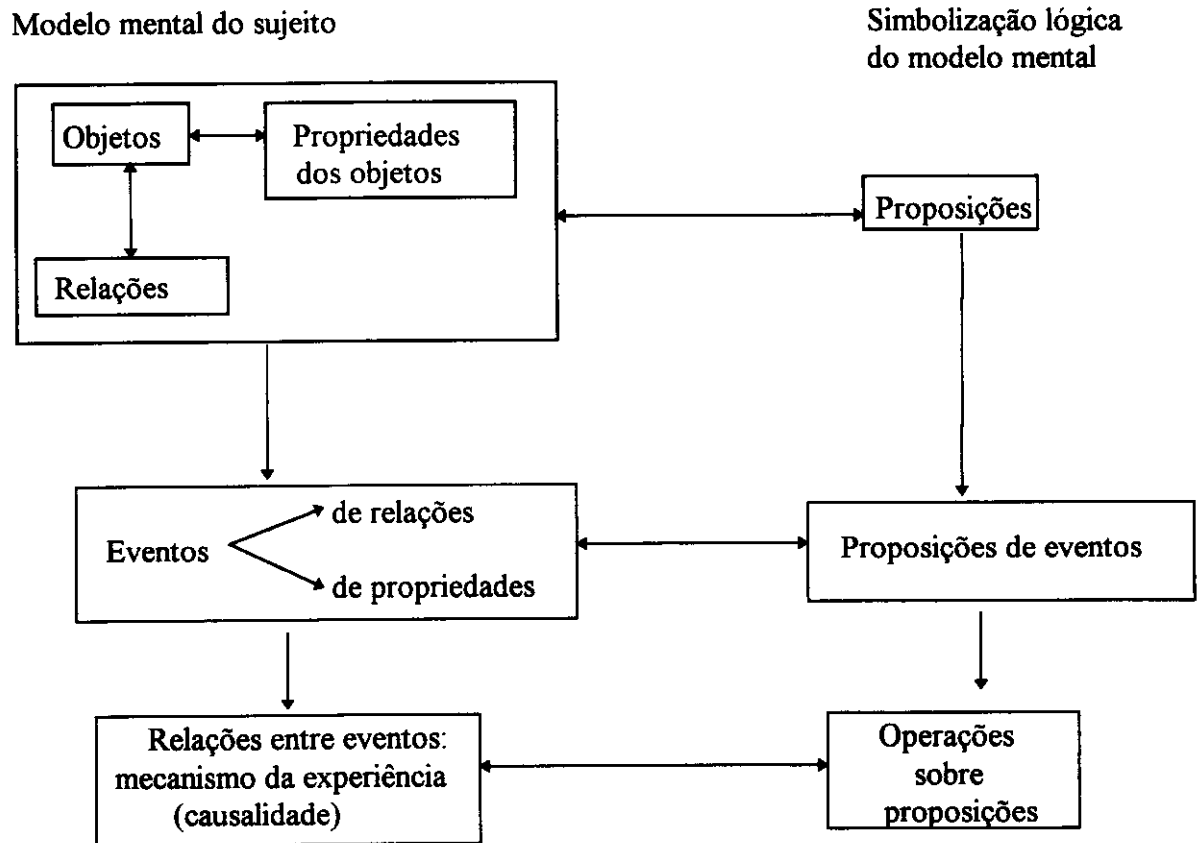 Modelo mental do sujeito
Simbolização lógica
do modelo mental
Objetos
Propriedades
dos objetos
Relações
Proposições
Eventos
de relações
de propriedades
Proposições de eventos
Relações entre eventos:
mecanismo da experiência
(causalidade)
Operações
sobre
proposições